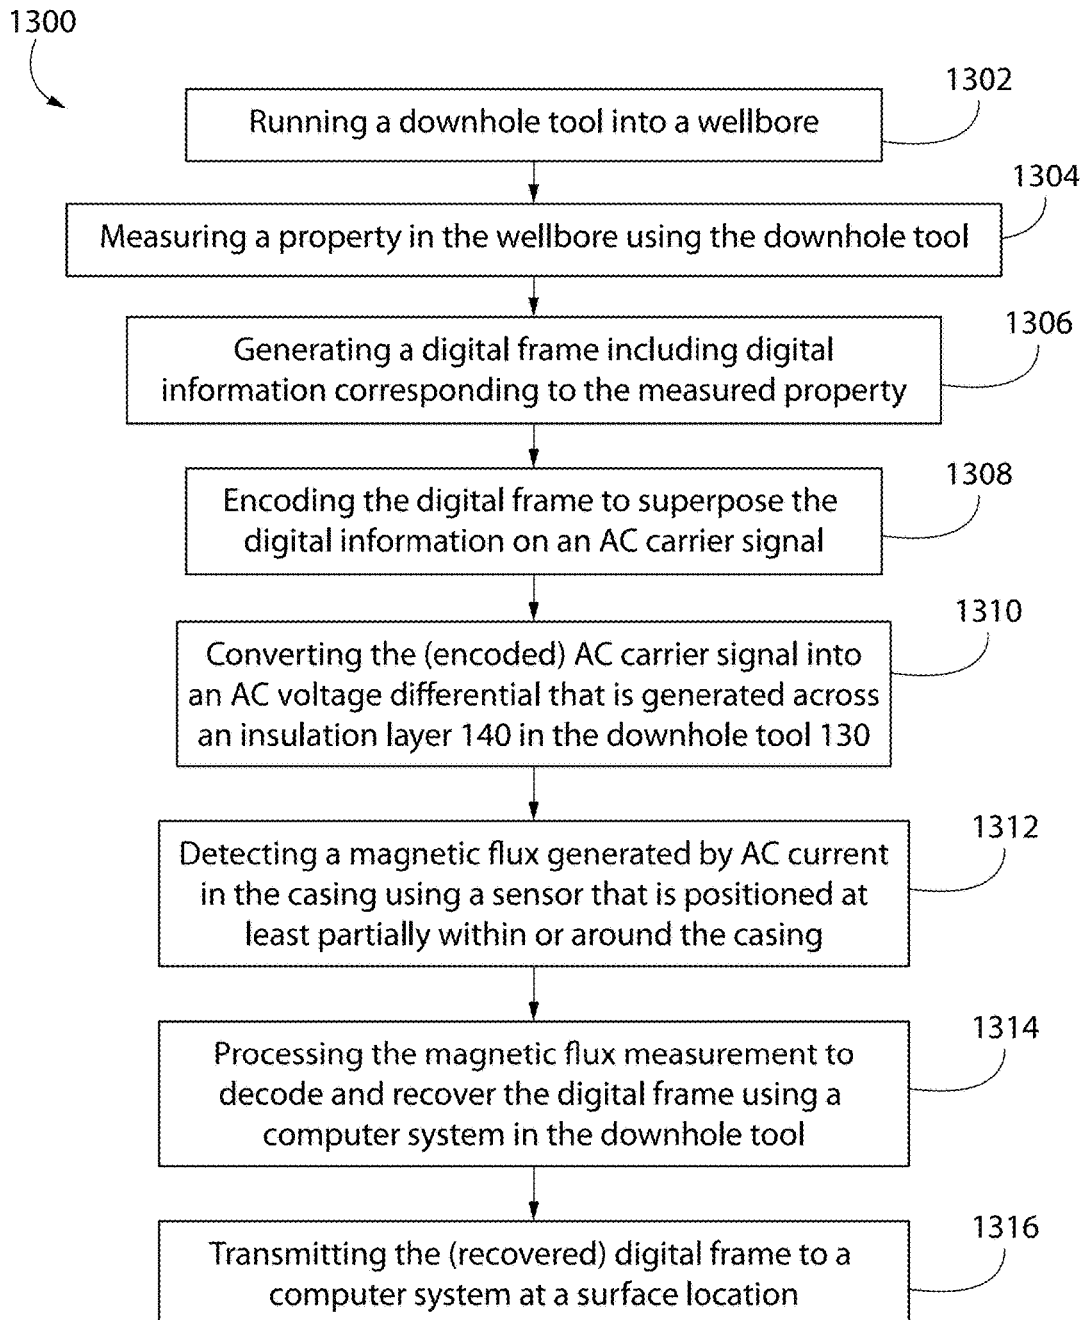 1300
1302
Running a downhole tool into a wellbore
1304
Measuring a property in the wellbore using the downhole tool
1306
Generating a digital frame including digital
information corresponding to the measured property
1308
Encoding the digital frame to superpose the
digital information on an AC carrier signal
1310
Converting the (encoded) AC carrier signal into
an AC voltage differential that is generated across
an insulation layer 140 in the downhole tool 130
1312
Detecting a magnetic flux generated by AC current
in the casing using a sensor that is positioned at
least partially within or around the casing
1314
Processing the magnetic flux measurement to
decode and recover the digital frame using a
computer system in the downhole tool
1316
Transmitting the (recovered) digital frame to a
computer system at a surface location